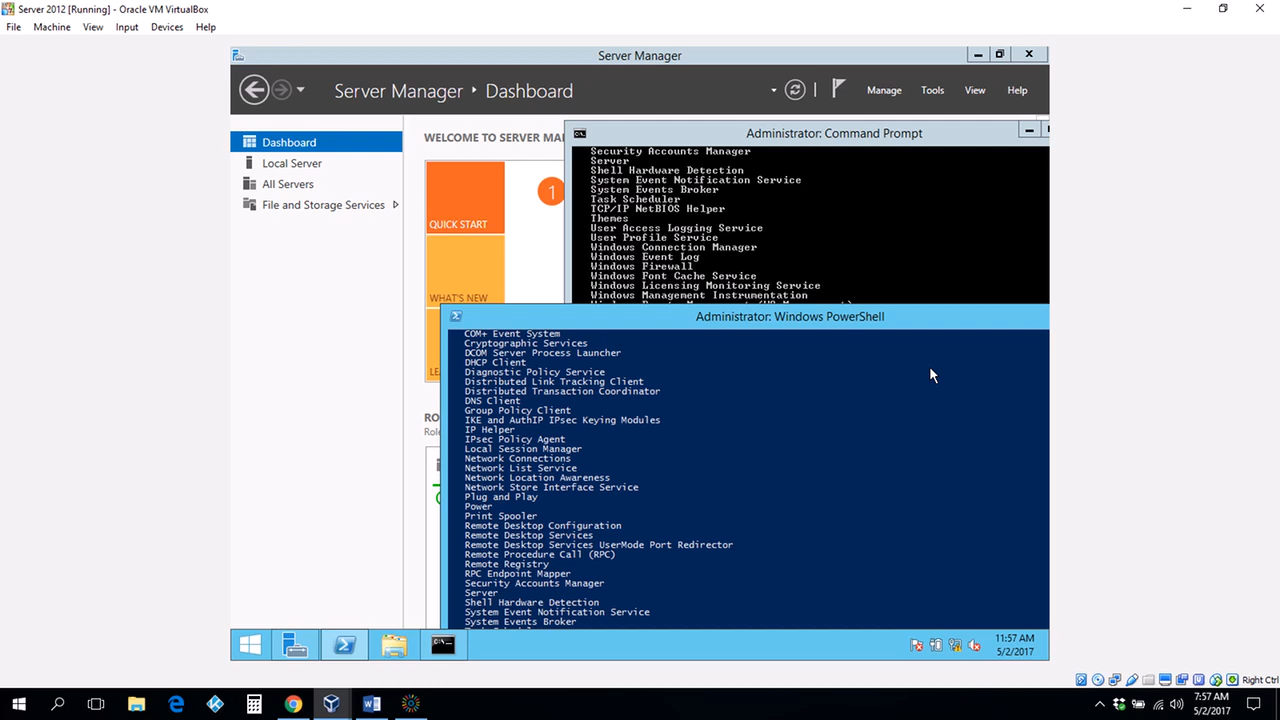 Server 2012 [Running] - Oracle VM VirtualBox
File Machine View Input Devices Help
Server Manager
Server Manager ‣ Dashboard
Manage Tools View Help
Dashboard
Local Server
All Servers
File and Storage Services
WELCOME TO SERVER MA
QUICK START
1
WHAT'S NEW
Administrator: Command Prompt
Security Accounts Manager
Server
Shell Hardware Detection
System Event Notification Service
System Events Broker
Task Scheduler
TCP/IP NetBIOS Helper
Themes
User Access Logging Service
User Profile Service
Windows Connection Manager
Windows Event Log
Windows Firewall
Windows Font Cache Service
Windows Licensing Monitoring Service
Windows Management Instrumentation
LE
RO
Role
Administrator: Windows PowerShell
COM+ Event System
Cryptographic Services
DCOM Server Process Launcher
DHCP Client
Diagnostic Policy Service
Distributed Link Tracking Client
Distributed Transaction Coordinator
DNS Client
Group Policy Client
IKE and AuthIP IPsec Keying Modules
IP Helper
IPsec Policy Agent
Local Session Manager
Network Connections
Network List Service
Network Location Awareness
Network Store Interface Service
Plug and Play
Power
Print Spooler
Remote Desktop Configuration
Remote Desktop Services
Remote Desktop Services UserMode Port Redirector
Remote Procedure Call (RPC)
Remote Registry
RPC Endpoint Mapper
Security Accounts Manager
Server
Shell Hardware Detection
System Event Notification Service
System Events Broker
11:57 AM
5/2/2017
Right Ctrl
7:57 AM
5/2/2017